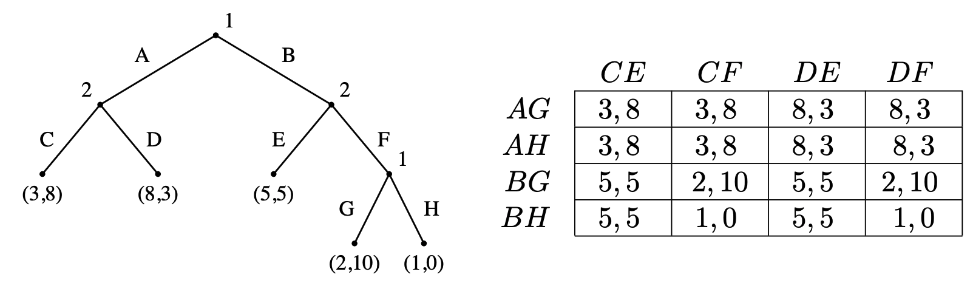 1
A B
2 2
C D E F
(3,8) (8,3) (5,5) 1
G H
(2,10) (1,0)
CE CF DE DF
AG 3, 8 3, 8 8, 3 8, 3
AH 3, 8 3, 8 8, 3 8, 3
BG 5, 5 2, 10 5, 5 2, 10
BH 5, 5 1, 0 5, 5 1, 0